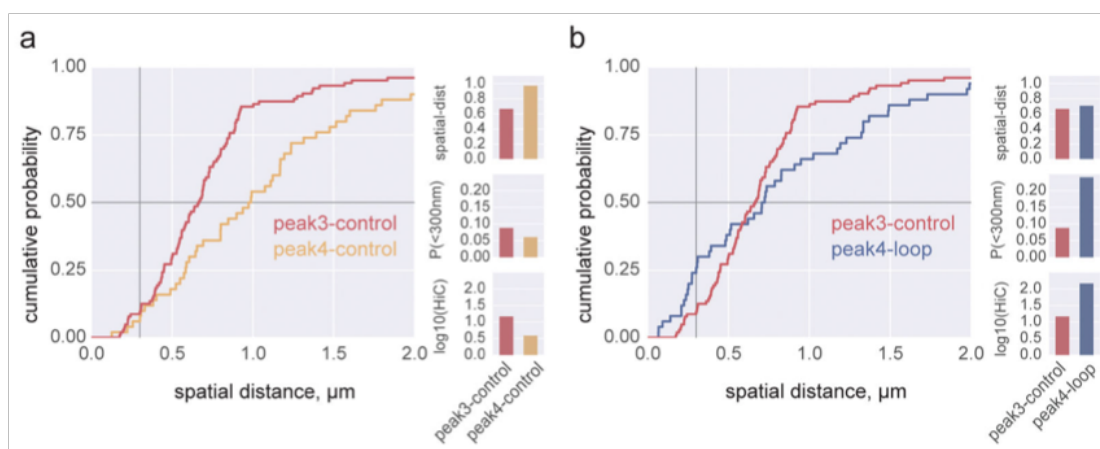 a
1.00
0.75
0.50
0.25
0.00
cumulative probability
peak3-control
peak4-control
0.0
0.5
1.0
1.5
2.0
spatial distance, µm
spatial-dist
1.0
0.8
0.6
0.4
0.2
0.0
P(<300nm)
0.20
0.15
0.10
0.05
0.00
log10(HiC)
2.0
1.5
1.0
0.5
0.0
peak3-control
peak4-control
b
1.00
0.75
0.50
0.25
0.00
cumulative probability
peak3-control
peak4-loop
0.0
0.5
1.0
1.5
2.0
spatial distance, µm
spatial-dist
1.0
0.8
0.6
0.4
0.2
0.0
P(<300nm)
0.20
0.15
0.10
0.05
0.00
log10(HiC)
2.0
1.5
1.0
0.5
0.0
peak3-control
peak4-loop